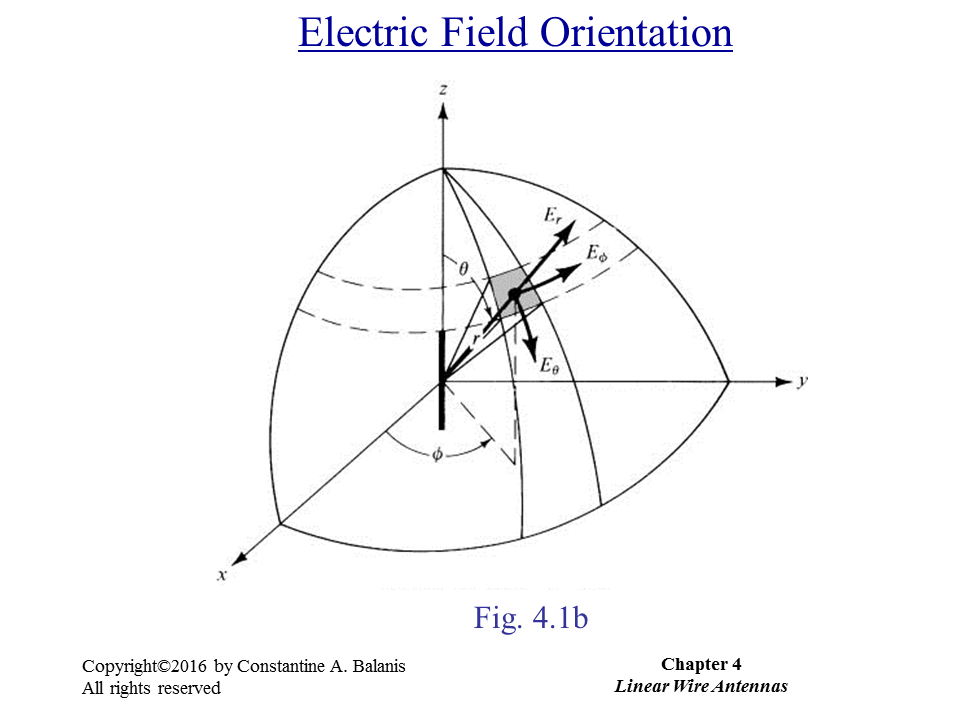 Electric Field Orientation
z
E_r
E_ϕ
θ
r
E_θ
y
ϕ
x
Fig. 4.1b
Copyright©2016 by Constantine A. Balanis
All rights reserved
Chapter 4
Linear Wire Antennas